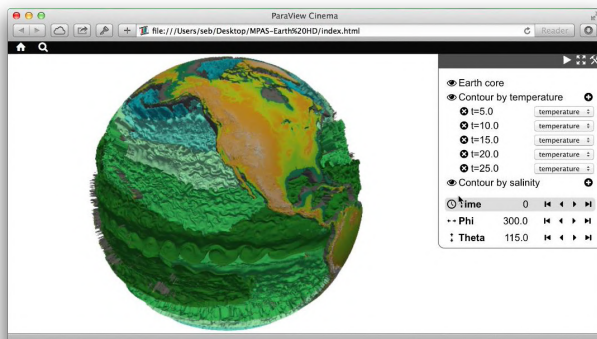 ParaView Cinema
file:///Users/seb/Desktop/MPAS-Earth%20HD/index.html
Reader
Earth core
Contour by temperature
t=5.0 temperature
t=10.0 temperature
t=15.0 temperature
t=20.0 temperature
t=25.0 temperature
Contour by salinity
Time 0
Phi 300.0
Theta 115.0